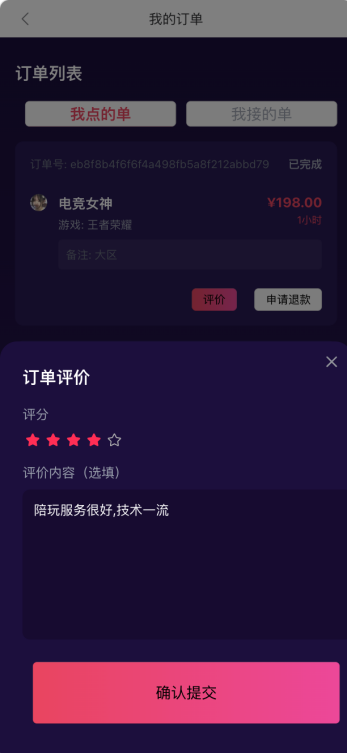 我的订单
订单列表
我点的单 我接的单
订单号: eb8f8b4f6f6f4a498fb5a8f212abbd79 已完成
电竞女神 ¥198.00
游戏: 王者荣耀 1小时
备注: 大区
评价 申请退款
订单评价
评分
评价内容（选填）
陪玩服务很好,技术一流
确认提交